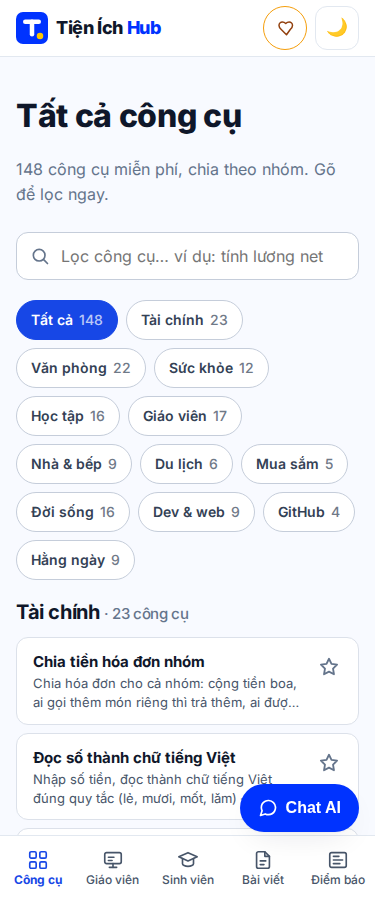 Tiện Ích Hub
Tất cả công cụ
148 công cụ miễn phí, chia theo nhóm. Gõ
để lọc ngay.
Lọc công cụ... ví dụ: tính lương net
Tất cả 148
Tài chính 23
Văn phòng 22
Sức khỏe 12
Học tập 16
Giáo viên 17
Nhà & bếp 9
Du lịch 6
Mua sắm 5
Đời sống 16
Dev & web 9
GitHub 4
Hằng ngày 9
Tài chính · 23 công cụ
Chia tiền hóa đơn nhóm
Chia hóa đơn cho cả nhóm: cộng tiền boa,
ai gọi thêm món riêng thì trả thêm, ai đượ...
Đọc số thành chữ tiếng Việt
Nhập số tiền, đọc thành chữ tiếng Việt
đúng quy tắc (lẻ, mươi, mốt, lăm)
Chat AI
Công cụ
Giáo viên
Sinh viên
Bài viết
Điểm báo